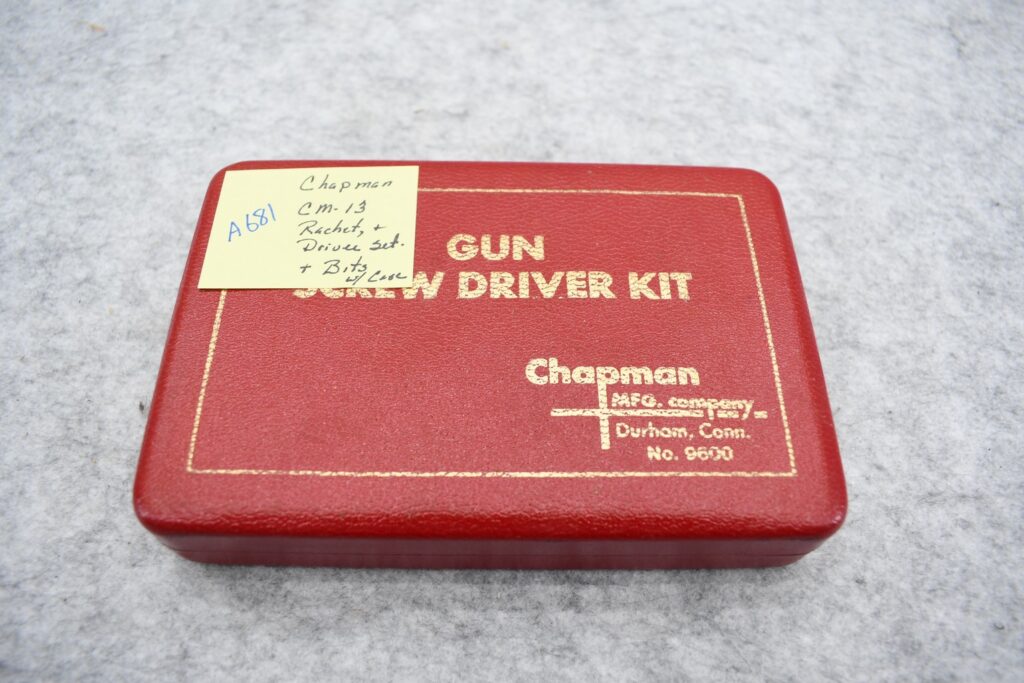 Chapman
A681
CM-13
Rachet, +
Driver Set.
+ Bits
w/ Case
GUN
SCREW DRIVER KIT
Chapman
MFG. company
Durham, Conn.
No. 9600